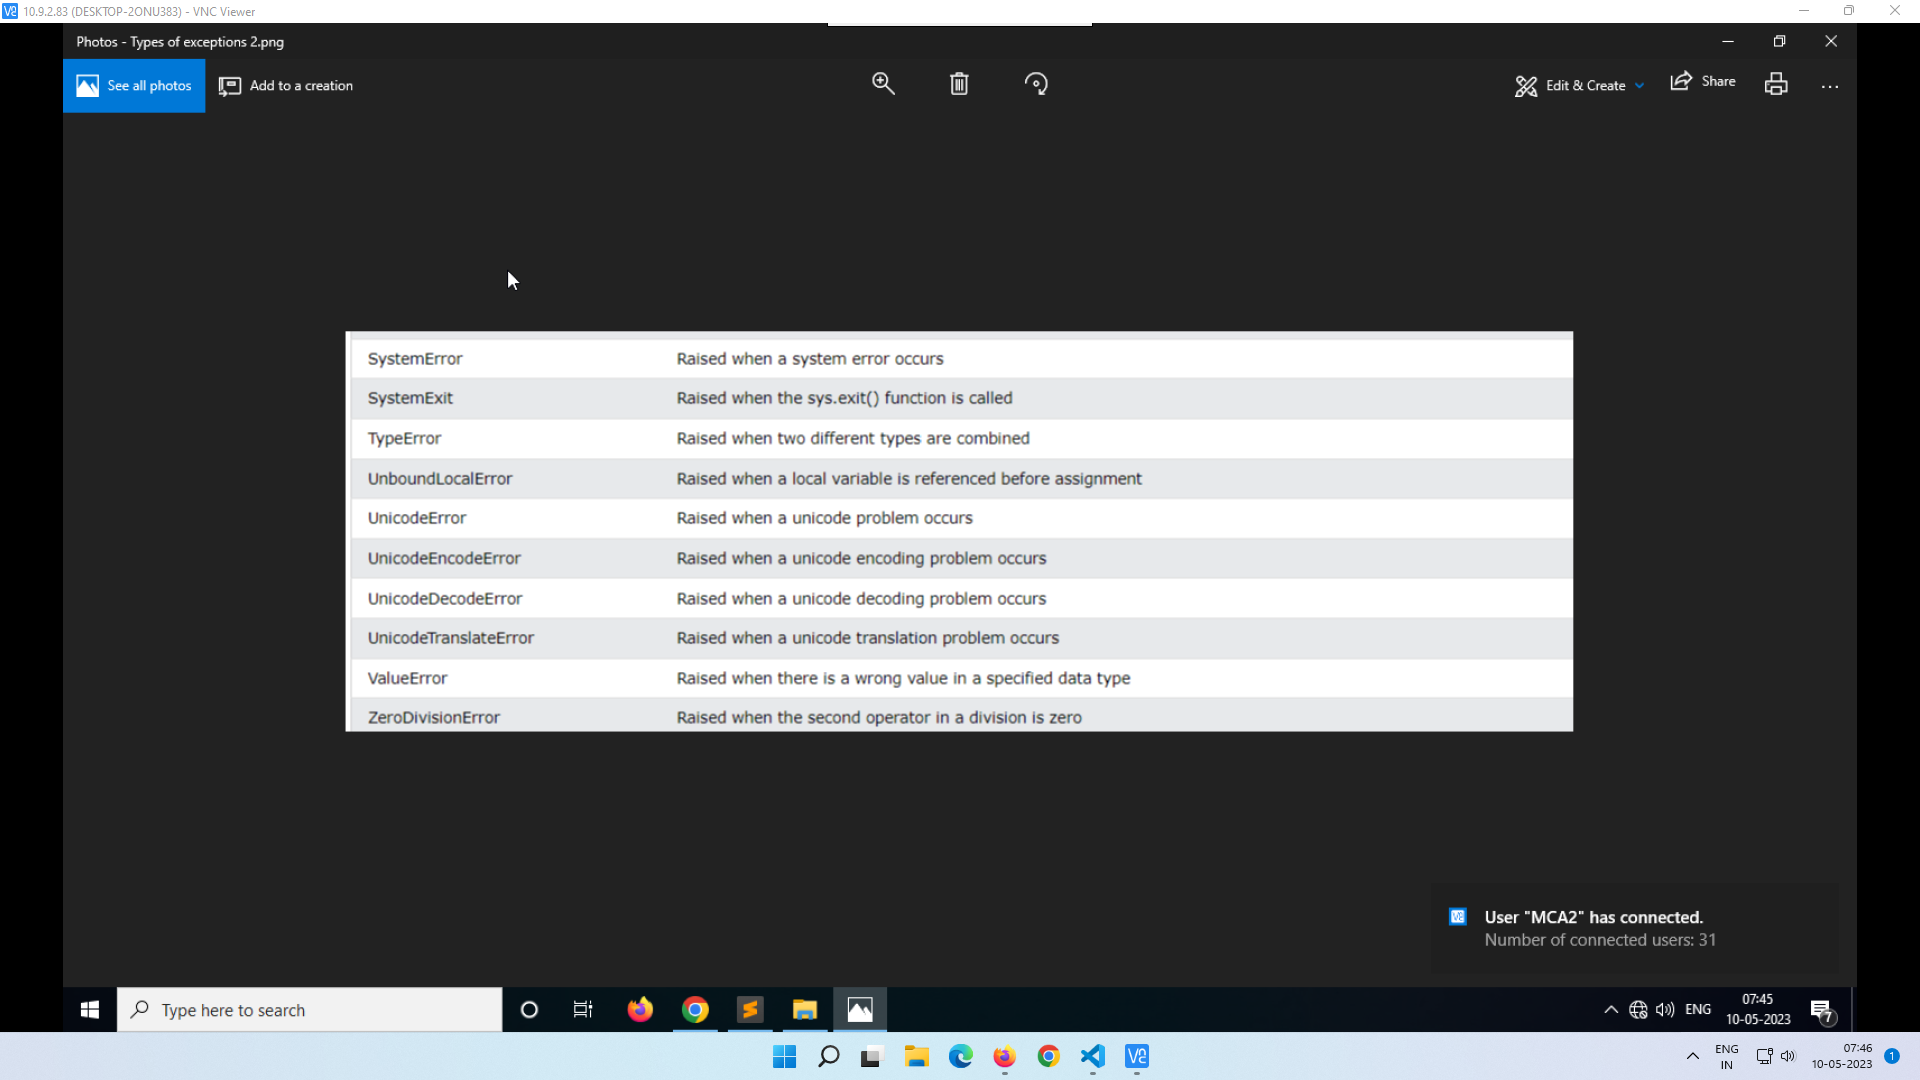 10.9.2.83 (DESKTOP-2ONU383) - VNC Viewer
Photos - Types of exceptions 2.png
See all photos
Add to a creation
Edit & Create
Share
SystemError Raised when a system error occurs
SystemExit Raised when the sys.exit() function is called
TypeError Raised when two different types are combined
UnboundLocalError Raised when a local variable is referenced before assignment
UnicodeError Raised when a unicode problem occurs
UnicodeEncodeError Raised when a unicode encoding problem occurs
UnicodeDecodeError Raised when a unicode decoding problem occurs
UnicodeTranslateError Raised when a unicode translation problem occurs
ValueError Raised when there is a wrong value in a specified data type
ZeroDivisionError Raised when the second operator in a division is zero
User "MCA2" has connected.
Number of connected users: 31
Type here to search
ENG
07:45
10-05-2023
7
ENG
IN
07:46
10-05-2023
1